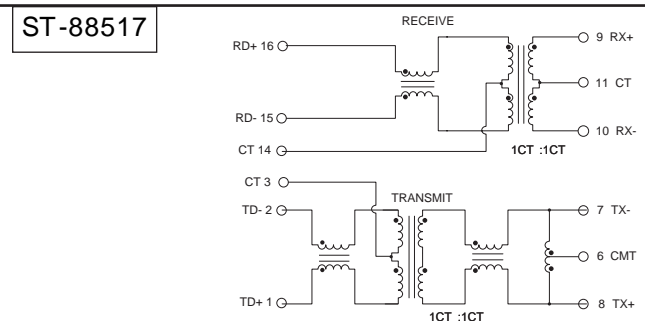 ST-88517
RECEIVE
RD+ 16
9 RX+
11 CT
RD- 15
10 RX-
CT 14
1CT :1CT
CT 3
TRANSMIT
TD- 2
7 TX-
6 CMT
TD+ 1
8 TX+
1CT :1CT